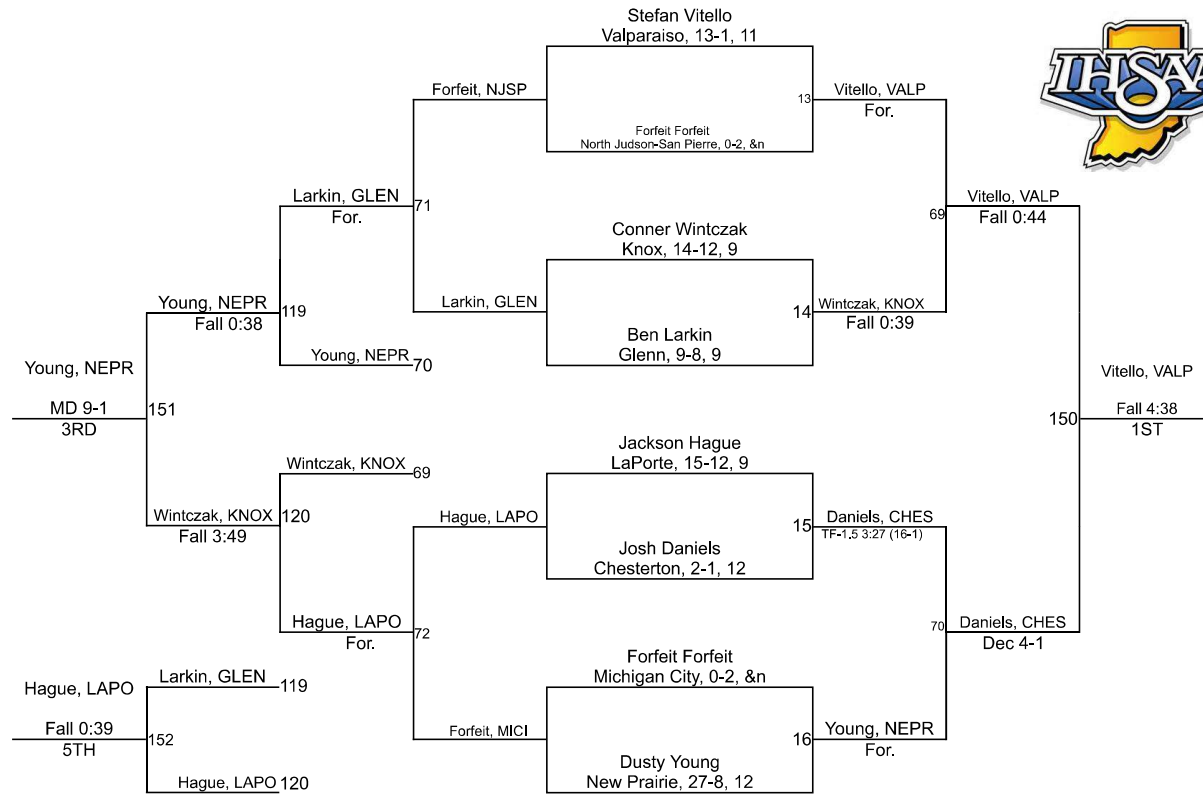 Stefan Vitello
Valparaiso, 13-1, 11
IHSAA
Forfeit, NJSP
13
Vitello, VALP
For.
Forfeit Forfeit
North Judson-San Pierre, 0-2, &n
Larkin, GLEN
For.
71
69
Vitello, VALP
Fall 0:44
Conner Wintczak
Knox, 14-12, 9
Young, NEPR
Fall 0:38
119
Larkin, GLEN
14
Wintczak, KNOX
Fall 0:39
Ben Larkin
Glenn, 9-8, 9
Young, NEPR
70
Young, NEPR
MD 9-1
3RD
151
150
Vitello, VALP
Fall 4:38
1ST
Jackson Hague
LaPorte, 15-12, 9
Wintczak, KNOX
69
Wintczak, KNOX
Fall 3:49
120
Hague, LAPO
15
Daniels, CHES
TF-1.5 3:27 (16-1)
Josh Daniels
Chesterton, 2-1, 12
Hague, LAPO
For.
72
70
Daniels, CHES
Dec 4-1
Forfeit Forfeit
Michigan City, 0-2, &n
Larkin, GLEN
119
Hague, LAPO
Fall 0:39
5TH
152
Forfeit, MICI
16
Young, NEPR
For.
Dusty Young
New Prairie, 27-8, 12
Hague, LAPO
120